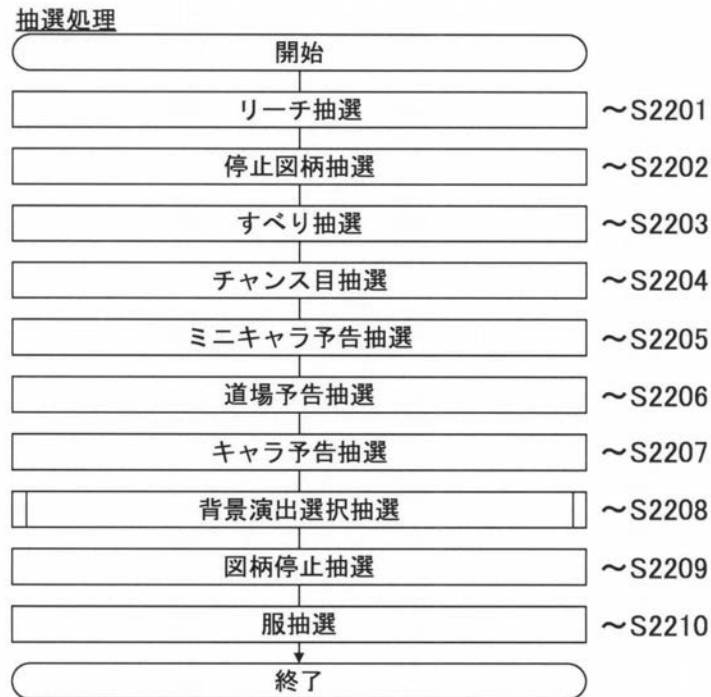 抽選処理
開始
リーチ抽選 ～S2201
停止図柄抽選 ～S2202
すべり抽選 ～S2203
チャンス目抽選 ～S2204
ミニキャラ予告抽選 ～S2205
道場予告抽選 ～S2206
キャラ予告抽選 ～S2207
背景演出選択抽選 ～S2208
図柄停止抽選 ～S2209
服抽選 ～S2210
終了